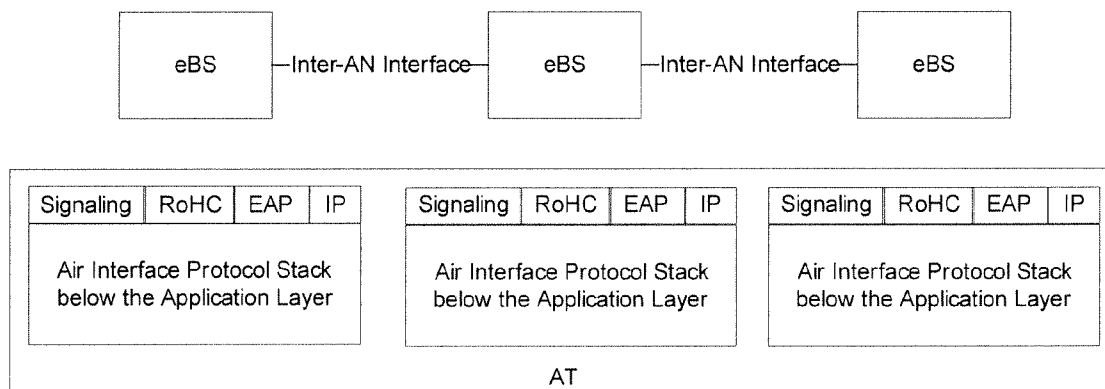 eBS —Inter-AN Interface— eBS —Inter-AN Interface— eBS
Signaling RoHC EAP IP Signaling RoHC EAP IP Signaling RoHC EAP IP
Air Interface Protocol Stack
below the Application Layer
Air Interface Protocol Stack
below the Application Layer
Air Interface Protocol Stack
below the Application Layer
AT